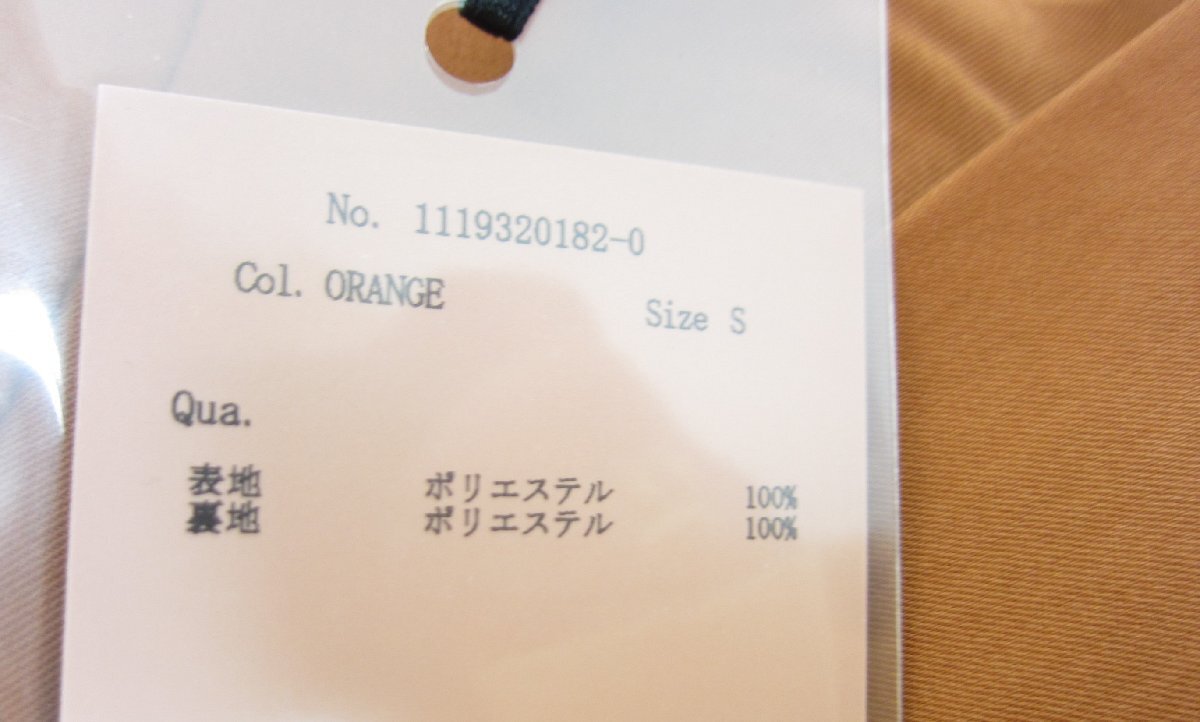 No. 1119320182-0
Col. ORANGE Size S
Qua.
表地 ポリエステル 100%
裏地 ポリエステル 100%